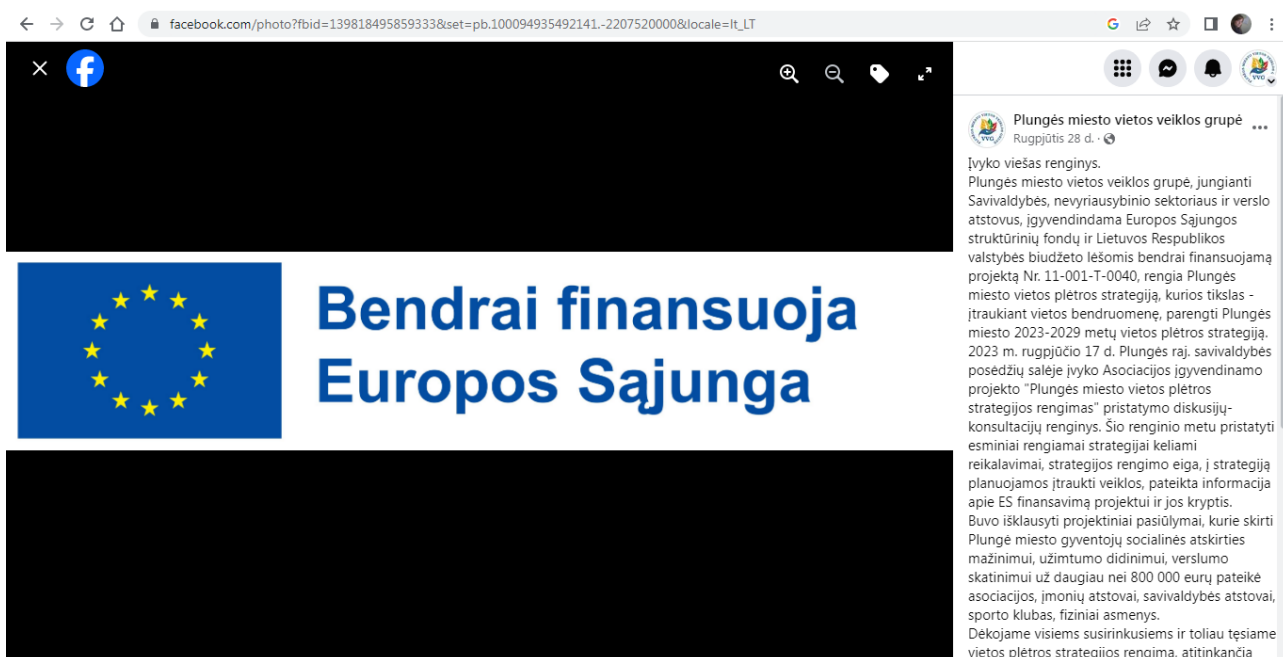 facebook.com/photo?fbid=139818495859333&set=pb.100094935492141.-2207520000&locale=lt_LT
Bendrai finansuoja
Europos Sąjunga
Plungės miesto vietos veiklos grupė
Rugpjūtis 28 d. ·
Įvyko viešas renginys.
Plungės miesto vietos veiklos grupė, jungianti
Savivaldybės, nevyriausybinio sektoriaus ir verslo
atstovus, įgyvendindama Europos Sąjungos
struktūrinių fondų ir Lietuvos Respublikos
valstybės biudžeto lėšomis bendrai finansuojamą
projektą Nr. 11-001-T-0040, rengia Plungės
miesto vietos plėtros strategiją, kurios tikslas -
įtraukiant vietos bendruomenę, parengti Plungės
miesto 2023-2029 metų vietos plėtros strategiją.
2023 m. rugpjūčio 17 d. Plungės raj. savivaldybės
posėdžių salėje įvyko Asociacijos įgyvendinamo
projekto "Plungės miesto vietos plėtros
strategijos rengimas" pristatymo diskusijų-
konsultacijų renginys. Šio renginio metu pristatyti
esminiai rengiamai strategijai keliami
reikalavimai, strategijos rengimo eiga, į strategiją
planuojamos įtraukti veiklos, pateikta informacija
apie ES finansavimą projektui ir jos kryptis.
Buvo išklausyti projektiniai pasiūlymai, kurie skirti
Plungė miesto gyventojų socialinės atskirties
mažinimui, užimtumo didinimui, verslumo
skatinimui už daugiau nei 800 000 eurų pateikė
asociacijos, įmonių atstovai, savivaldybės atstovai,
sporto klubas, fiziniai asmenys.
Dėkojame visiems susirinkusiems ir toliau tęsiame
vietos plėtros strategijos rengimą, atitinkančią